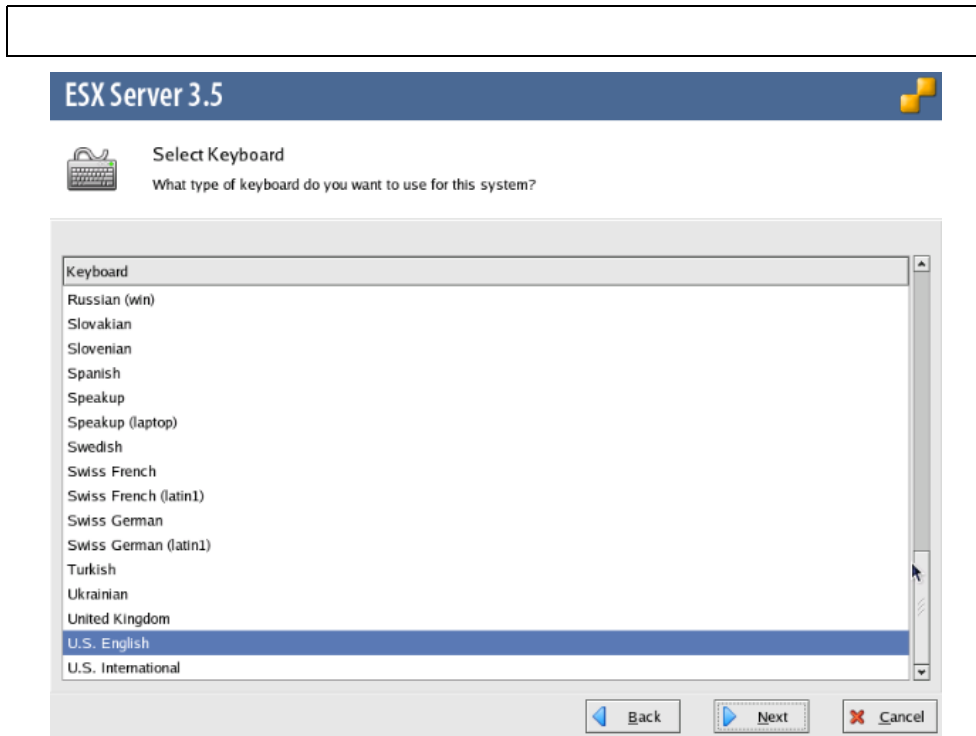 ESX Server 3.5
Select Keyboard
What type of keyboard do you want to use for this system?
Keyboard
Russian (win)
Slovakian
Slovenian
Spanish
Speakup
Speakup (laptop)
Swedish
Swiss French
Swiss French (latin1)
Swiss German
Swiss German (latin1)
Turkish
Ukrainian
United Kingdom
U.S. English
U.S. International
Back
Next
Cancel